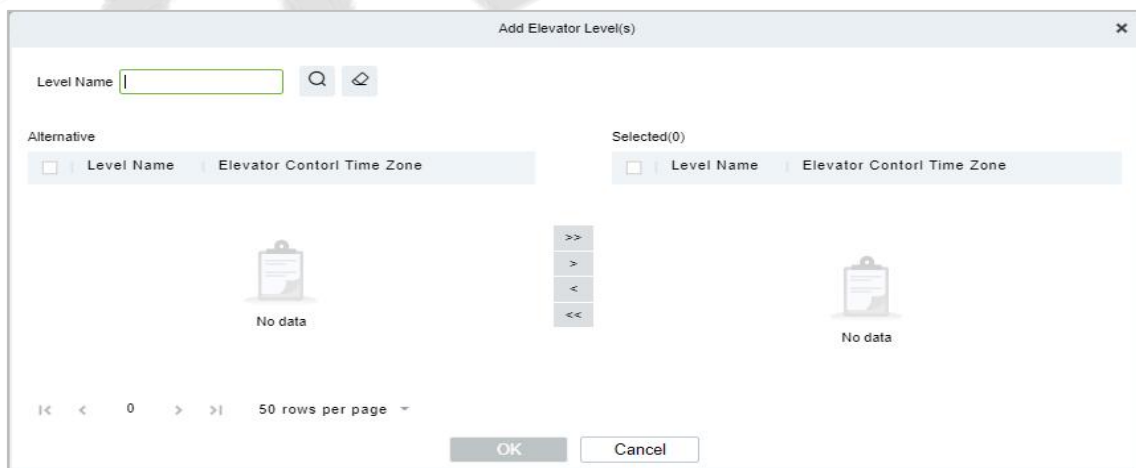 Add Elevator Level(s)
Level Name
Alternative
Selected(0)
Level Name Elevator Contorl Time Zone
Level Name Elevator Contorl Time Zone
>>
>
<
<<
No data
No data
0 50 rows per page
OK Cancel